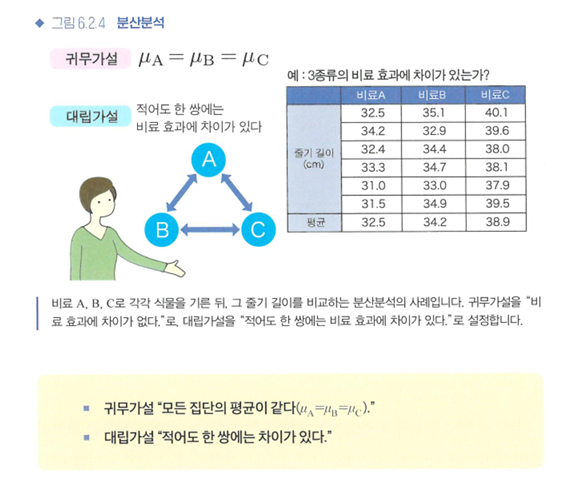 ◆ 그림 6.2.4 분산분석
귀무가설 μA = μB = μC
예 : 3종류의 비료 효과에 차이가 있는가?
대립가설 적어도 한 쌍에는
비료 효과에 차이가 있다
A
B C
비료A 비료B 비료C
줄기 길이
(cm)
32.5 35.1 40.1
34.2 32.9 39.6
32.4 34.4 38.0
33.3 34.7 38.1
31.0 33.0 37.9
31.5 34.9 39.5
평균 32.5 34.2 38.9
비료 A, B, C로 각각 식물을 기른 뒤, 그 줄기 길이를 비교하는 분산분석의 사례입니다. 귀무가설을 “비
료 효과에 차이가 없다.”로, 대립가설을 “적어도 한 쌍에는 비료 효과에 차이가 있다.”로 설정합니다.
■ 귀무가설 “모든 집단의 평균이 같다(μA=μB=μC).”
■ 대립가설 “적어도 한 쌍에는 차이가 있다.”